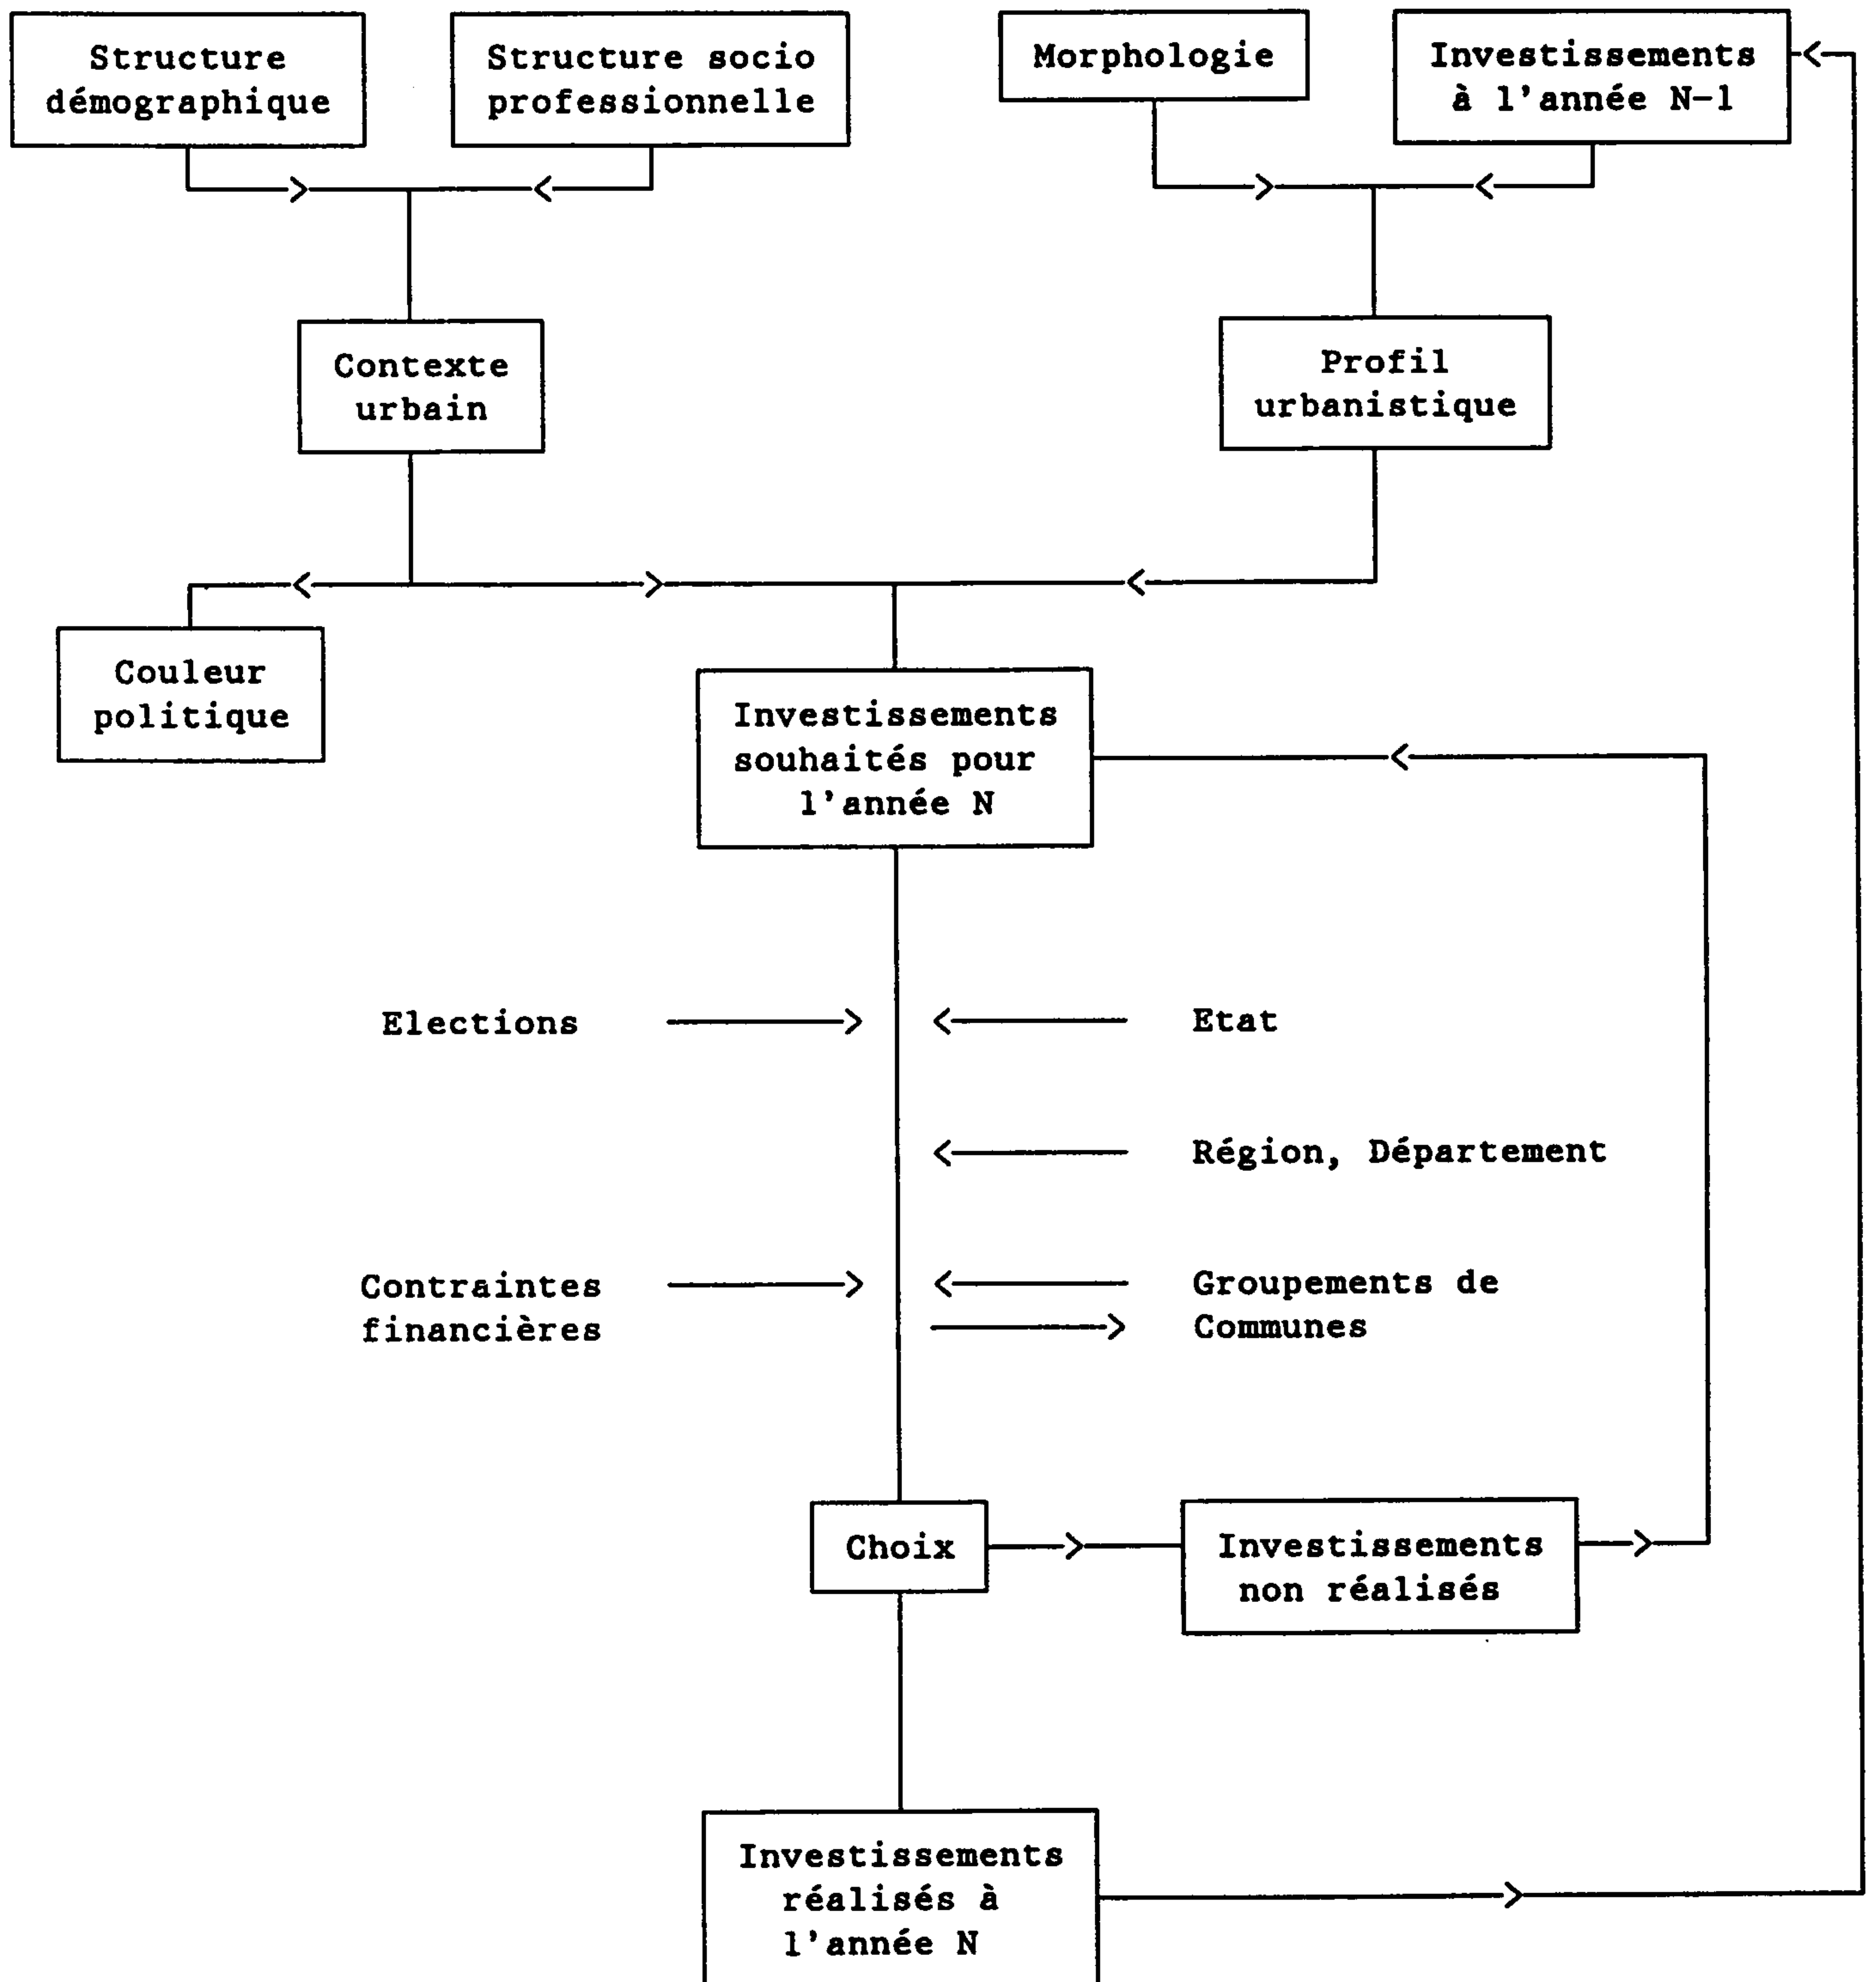 Structure
démographique
Structure socio
professionnelle
Morphologie
Investissements
à l'année N-1
Contexte
urbain
Profil
urbanistique
Couleur
politique
Investissements
souhaités pour
l'année N
Elections
Etat
Région, Département
Contraintes
financières
Groupements de
Communes
Choix
Investissements
non réalisés
Investissements
réalisés à
l'année N